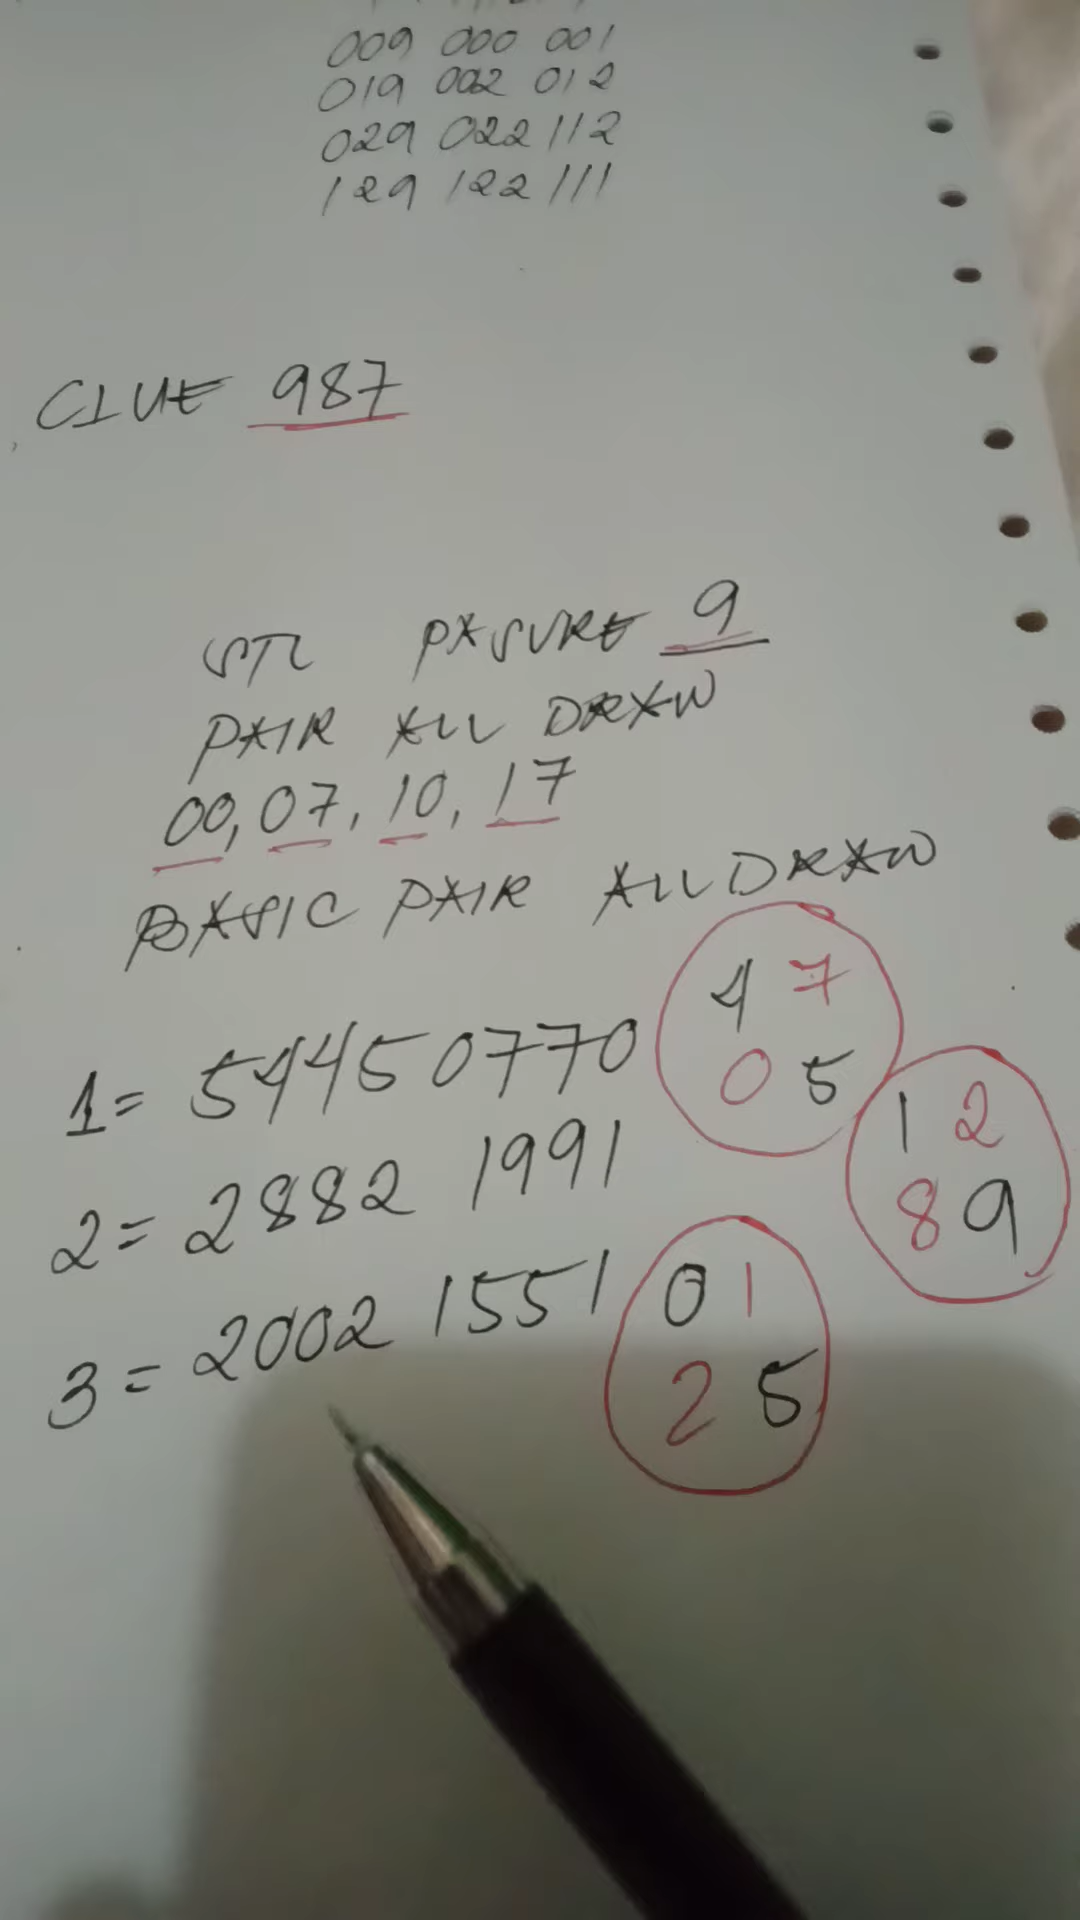 009 000 001
019 002 012
029 022 112
129 122 111
CLUE 987
STL PASURE 9
PAIR ALL DRAW
00, 07, 10, 17
BASIC PAIR ALL DRAW
4 7
0 5
1 = 5445 0770
1 2
8 9
2 = 2882 1991
3 = 2002 1551
0 1
2 5